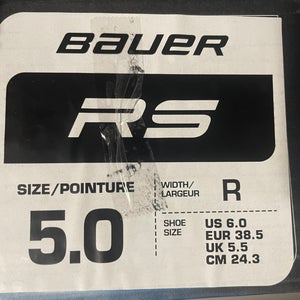 BAUER
RS
SIZE/POINTURE
5.0
WIDTH/
LARGEUR
R
SHOE
SIZE
US 6.0
EUR 38.5
UK 5.5
CM 24.3